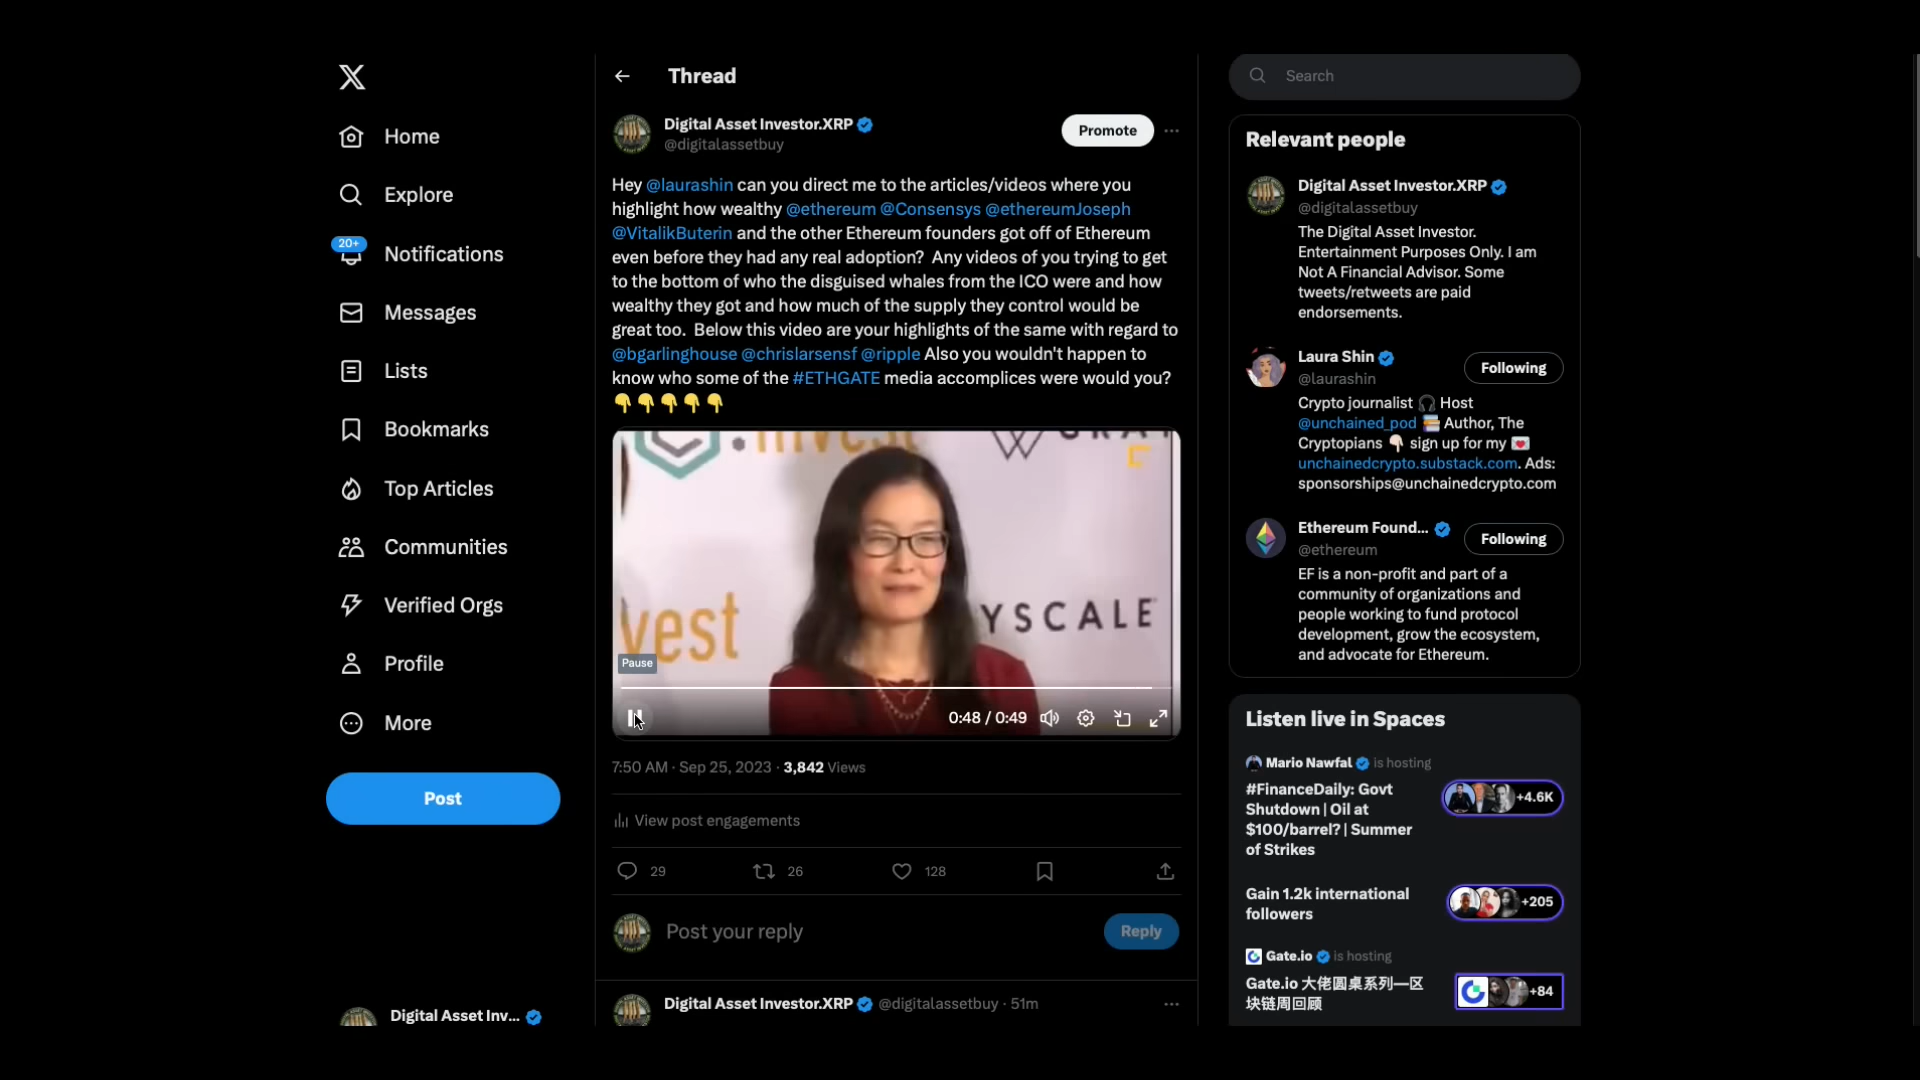 Home
Explore
20+
Notifications
Messages
Lists
Bookmarks
Top Articles
Communities
Verified Orgs
Profile
More
Post
Digital Asset Inv...
Thread
Digital Asset Investor.XRP
@digitalassetbuy
Promote
Hey @laurashin can you direct me to the articles/videos where you
highlight how wealthy @ethereum @Consensys @ethereumJoseph
@VitalikButerin and the other Ethereum founders got off of Ethereum
even before they had any real adoption? Any videos of you trying to get
to the bottom of who the disguised whales from the ICO were and how
wealthy they got and how much of the supply they control would be
great too. Below this video are your highlights of the same with regard to
@bgarlinghouse @chrislarsensf @ripple Also you wouldn't happen to
know who some of the #ETHGATE media accomplices were would you?
👇👇👇👇👇
.invest
GRA
vest
YSCALE
Pause
0:48 / 0:49
7:50 AM · Sep 25, 2023 · 3,842 Views
View post engagements
29 26 128
Post your reply
Reply
Digital Asset Investor.XRP @digitalassetbuy · 51m
Search
Relevant people
Digital Asset Investor.XRP
@digitalassetbuy
The Digital Asset Investor.
Entertainment Purposes Only. I am
Not A Financial Advisor. Some
tweets/retweets are paid
endorsements.
Laura Shin
@laurashin
Following
Crypto journalist 🎧 Host
@unchained_pod 📚 Author, The
Cryptopians 👇🏻 sign up for my 💌
unchainedcrypto.substack.com. Ads:
sponsorships@unchainedcrypto.com
Ethereum Found...
@ethereum
Following
EF is a non-profit and part of a
community of organizations and
people working to fund protocol
development, grow the ecosystem,
and advocate for Ethereum.
Listen live in Spaces
Mario Nawfal is hosting
#FinanceDaily: Govt
Shutdown | Oil at
$100/barrel? | Summer
of Strikes
+4.6K
Gain 1.2k international
followers
+205
Gate.io is hosting
Gate.io 大佬圆桌系列—区
块链周回顾
+84